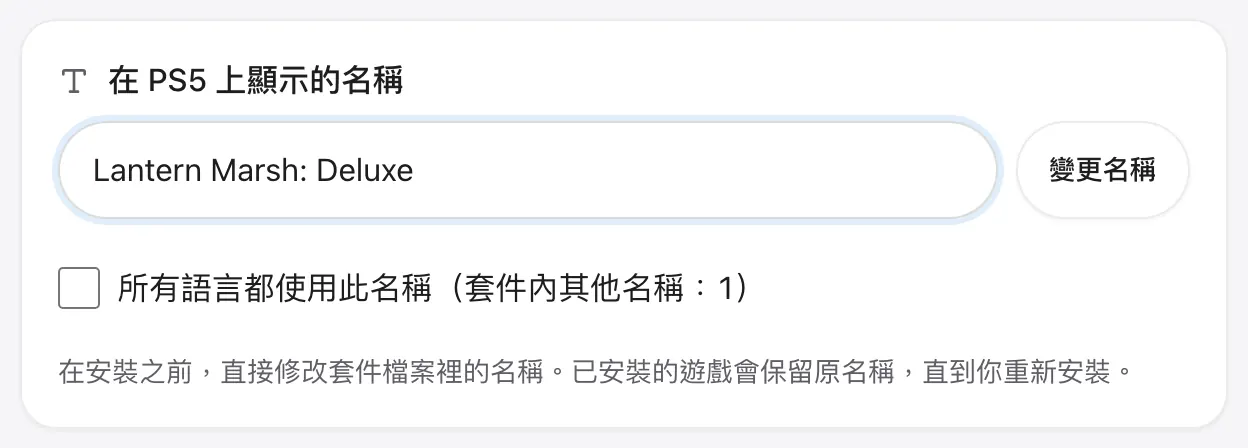 在 PS5 上顯示的名稱
Lantern Marsh: Deluxe
變更名稱
所有語言都使用此名稱（套件內其他名稱：1）
在安裝之前，直接修改套件檔案裡的名稱。已安裝的遊戲會保留原名稱，直到你重新安裝。